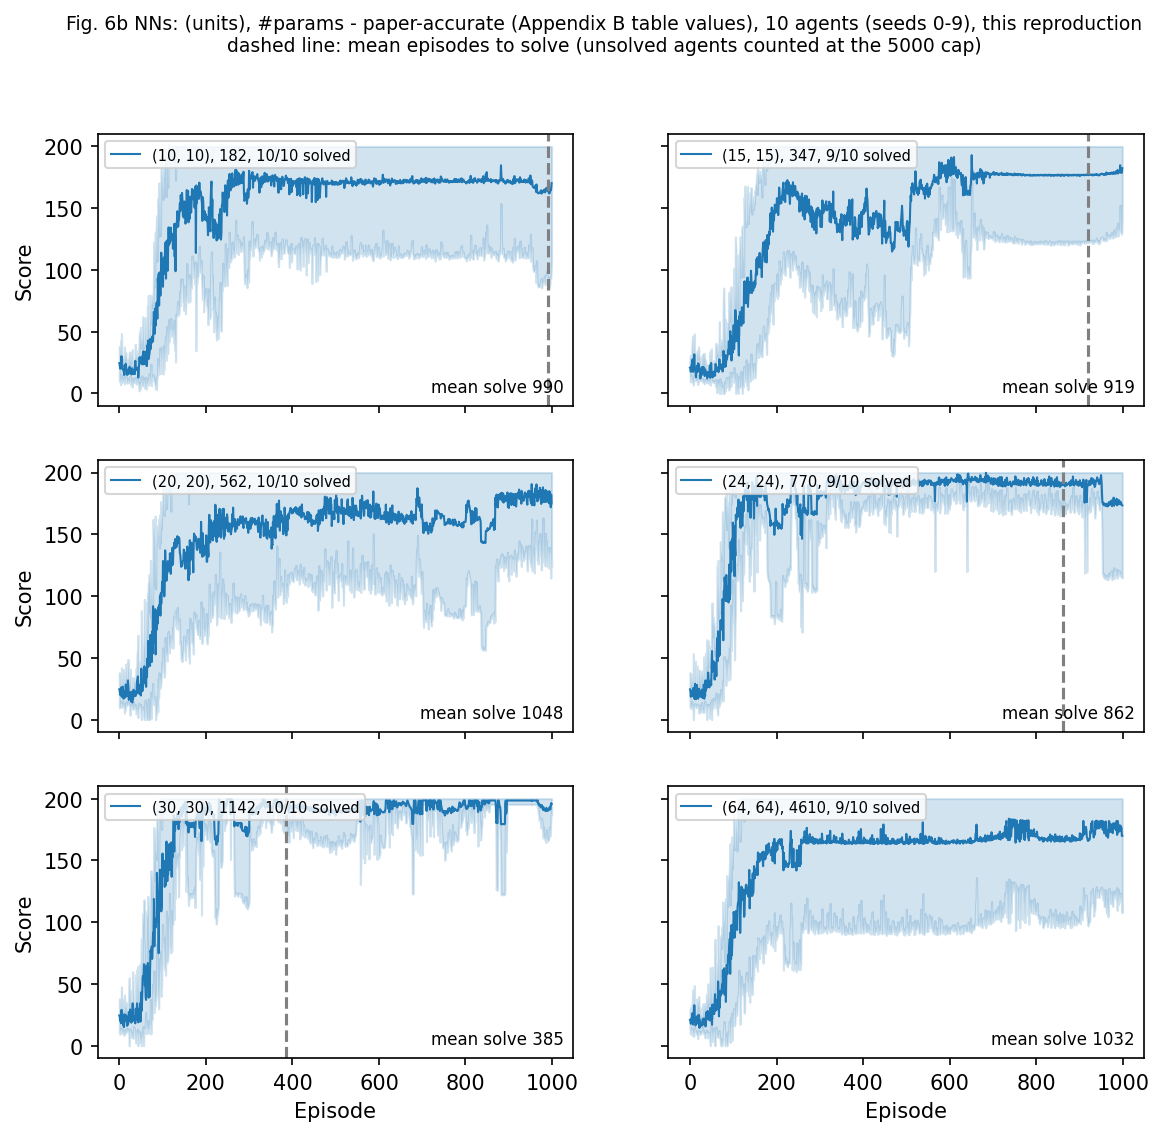 Fig. 6b NNs: (units), #params - paper-accurate (Appendix B table values), 10 agents (seeds 0-9), this reproduction
dashed line: mean episodes to solve (unsolved agents counted at the 5000 cap)
200
150
100
50
0
Score
(10, 10), 182, 10/10 solved
mean solve 990
(15, 15), 347, 9/10 solved
mean solve 919
200
150
100
50
0
Score
(20, 20), 562, 10/10 solved
mean solve 1048
(24, 24), 770, 9/10 solved
mean solve 862
200
150
100
50
0
Score
(30, 30), 1142, 10/10 solved
mean solve 385
(64, 64), 4610, 9/10 solved
mean solve 1032
0 200 400 600 800 1000
Episode
0 200 400 600 800 1000
Episode